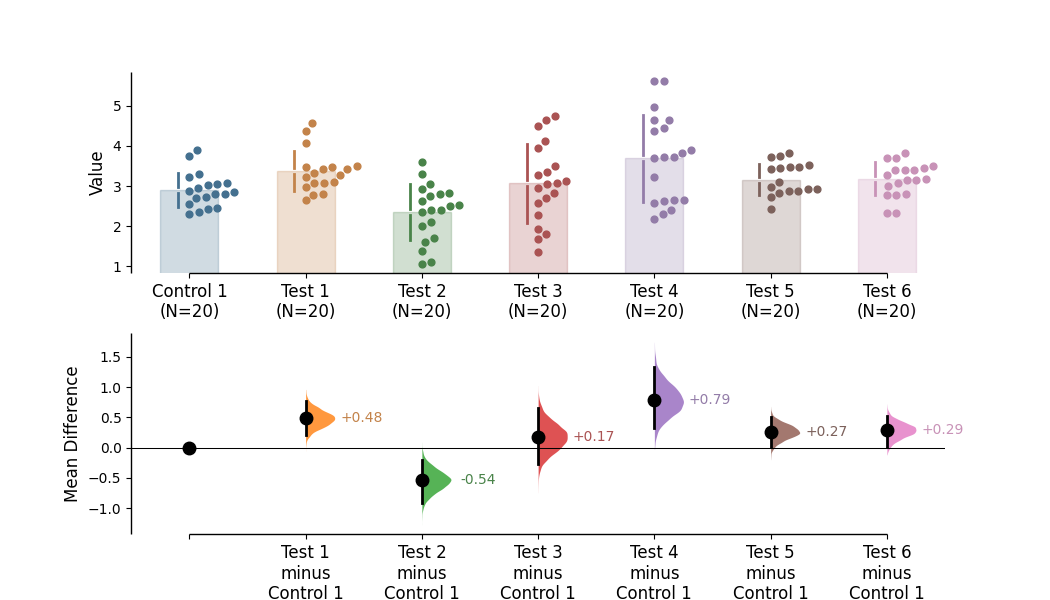 Value
5
4
3
2
1
Control 1 Test 1 Test 2 Test 3 Test 4 Test 5 Test 6
(N=20) (N=20) (N=20) (N=20) (N=20) (N=20) (N=20)
Mean Difference
1.5
1.0
0.5
0.0
−0.5
−1.0
+0.48
-0.54
+0.17
+0.79
+0.27
+0.29
Test 1 Test 2 Test 3 Test 4 Test 5 Test 6
minus minus minus minus minus minus
Control 1 Control 1 Control 1 Control 1 Control 1 Control 1